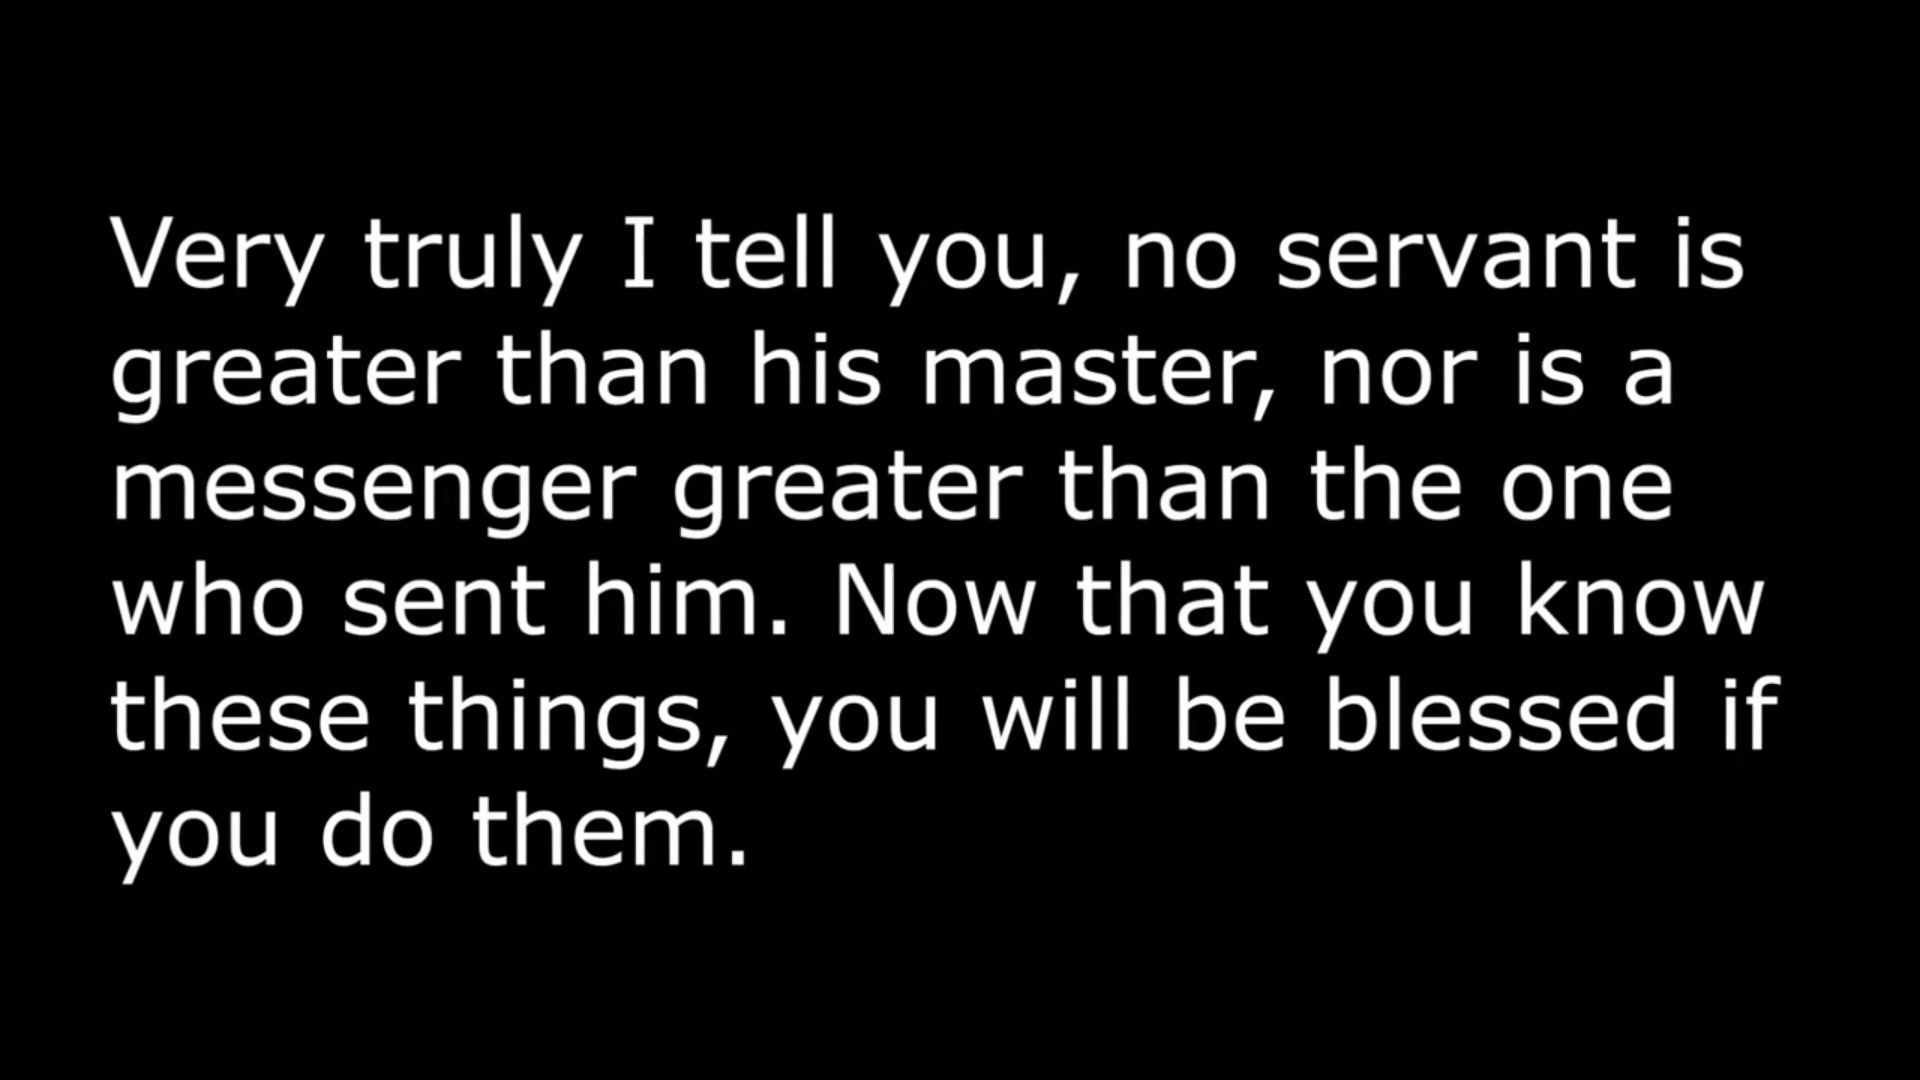 Very truly I tell you, no servant is
greater than his master, nor is a
messenger greater than the one
who sent him. Now that you know
these things, you will be blessed if
you do them.